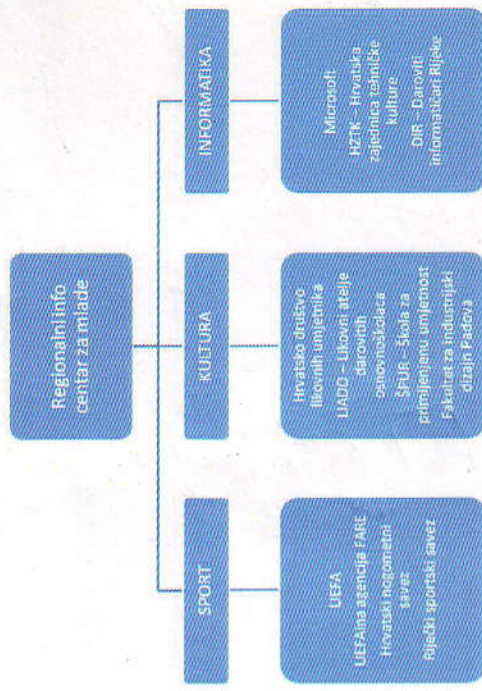 Regionalni info
centar za mlade
SPORT
KULTURA
INFORMATIKA
UEFA
UEFAina agencija FARE
Hrvatski nogometni
savez
Riječki sportski savez
Hrvatsko društvo
likovnih umjetnika
LIADO – Likovni atelje
darovitih
osnovnoškolaca
ŠPUR – Škola za
primijenjenu umjetnost
Fakultet za industrijski
dizajn Padova
Microsoft
HZTK – Hrvatska
zajednica tehničke
kulture
DIR – Daroviti
informatičari Rijeke